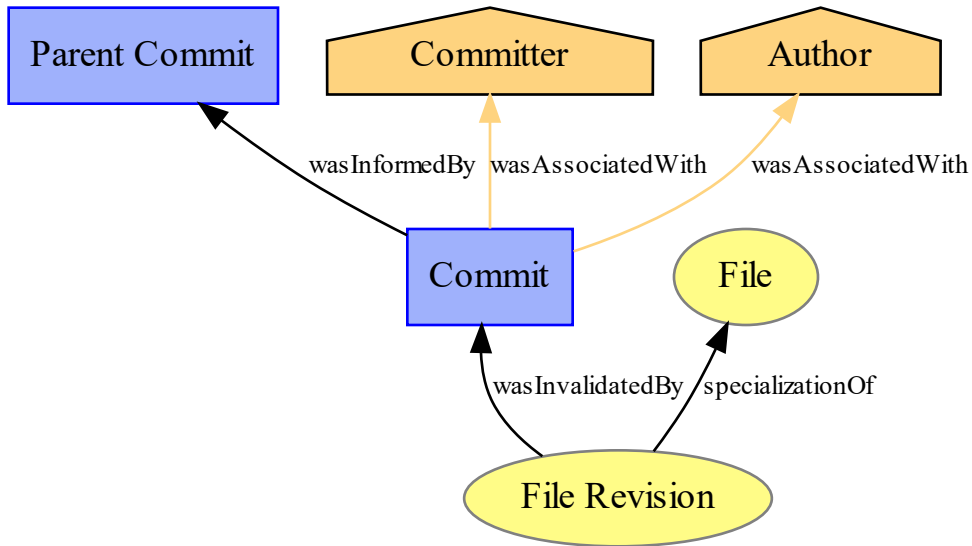 Parent Commit
Committer
Author
wasInformedBy
wasAssociatedWith
wasAssociatedWith
Commit
File
wasInvalidatedBy
specializationOf
File Revision